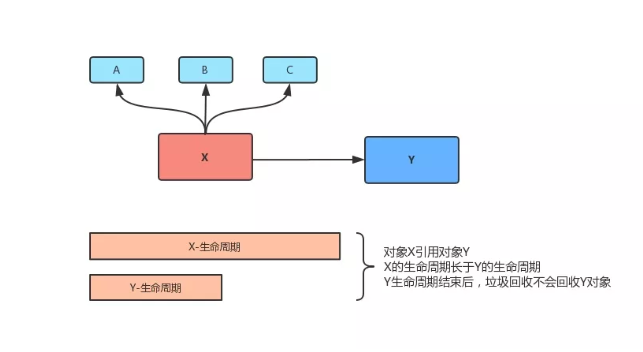 A
B
C
X
Y
X-生命周期
Y-生命周期
对象X引用对象Y
X的生命周期长于Y的生命周期
Y生命周期结束后，垃圾回收不会回收Y对象